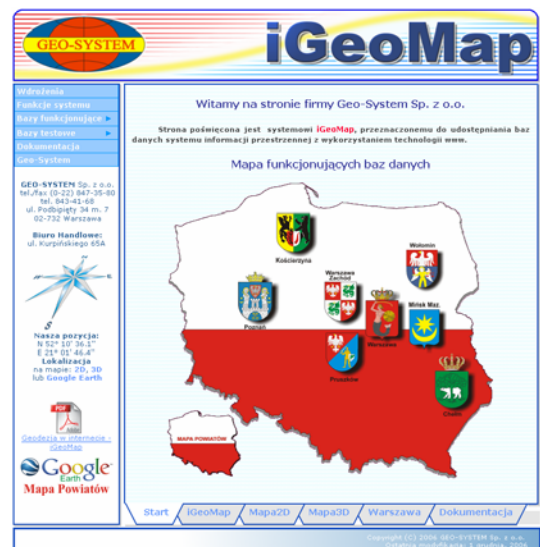 GEO-SYSTEM
iGeoMap
Wdrożenia
Funkcje systemu
Bazy funkcjonujące
Bazy testowe
Dokumentacja
Geo-System
GEO-SYSTEM Sp. z o.o.
tel./fax (0-22) 847-35-80
tel. 843-41-68
ul. Podbipięty 34 m. 7
02-732 Warszawa
Biuro Handlowe:
ul. Kurpińskiego 65A
N
S
Nasza pozycja:
N 52° 10' 36.1"
E 21° 01' 46.4"
Lokalizacja
na mapie: 2D, 3D
lub Google Earth
PDF
Geodezja w internecie -
iGeoMap
Google
Earth
Mapa Powiatów
Witamy na stronie firmy Geo-System Sp. z o.o.
Strona poświęcona jest systemowi iGeoMap, przeznaczonemu do udostępniania baz
danych systemu informacji przestrzennej z wykorzystaniem technologii www.
Mapa funkcjonujących baz danych
Kościerzyna
Wołomin
Warszawa
Zachód
Poznań
Mińsk Maz.
Warszawa
Pruszków
Chełm
MAPA POWIATÓW
Start
iGeoMap
Mapa2D
Mapa3D
Warszawa
Dokumentacja
Copyright (C) 2006 GEO-SYSTEM Sp. z o.o.
Ostatnia modyfikacja: 1 grudnia, 2006